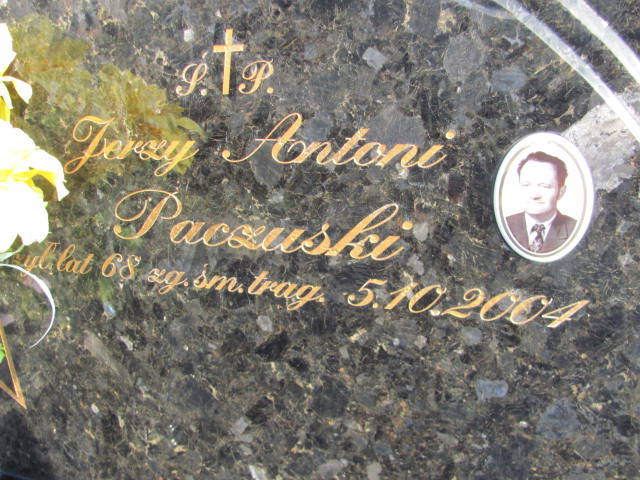 Ś. P.
Jerzy Antoni
Paczuski
żył. lat 68. zg. śm. trag. 5.10.2004